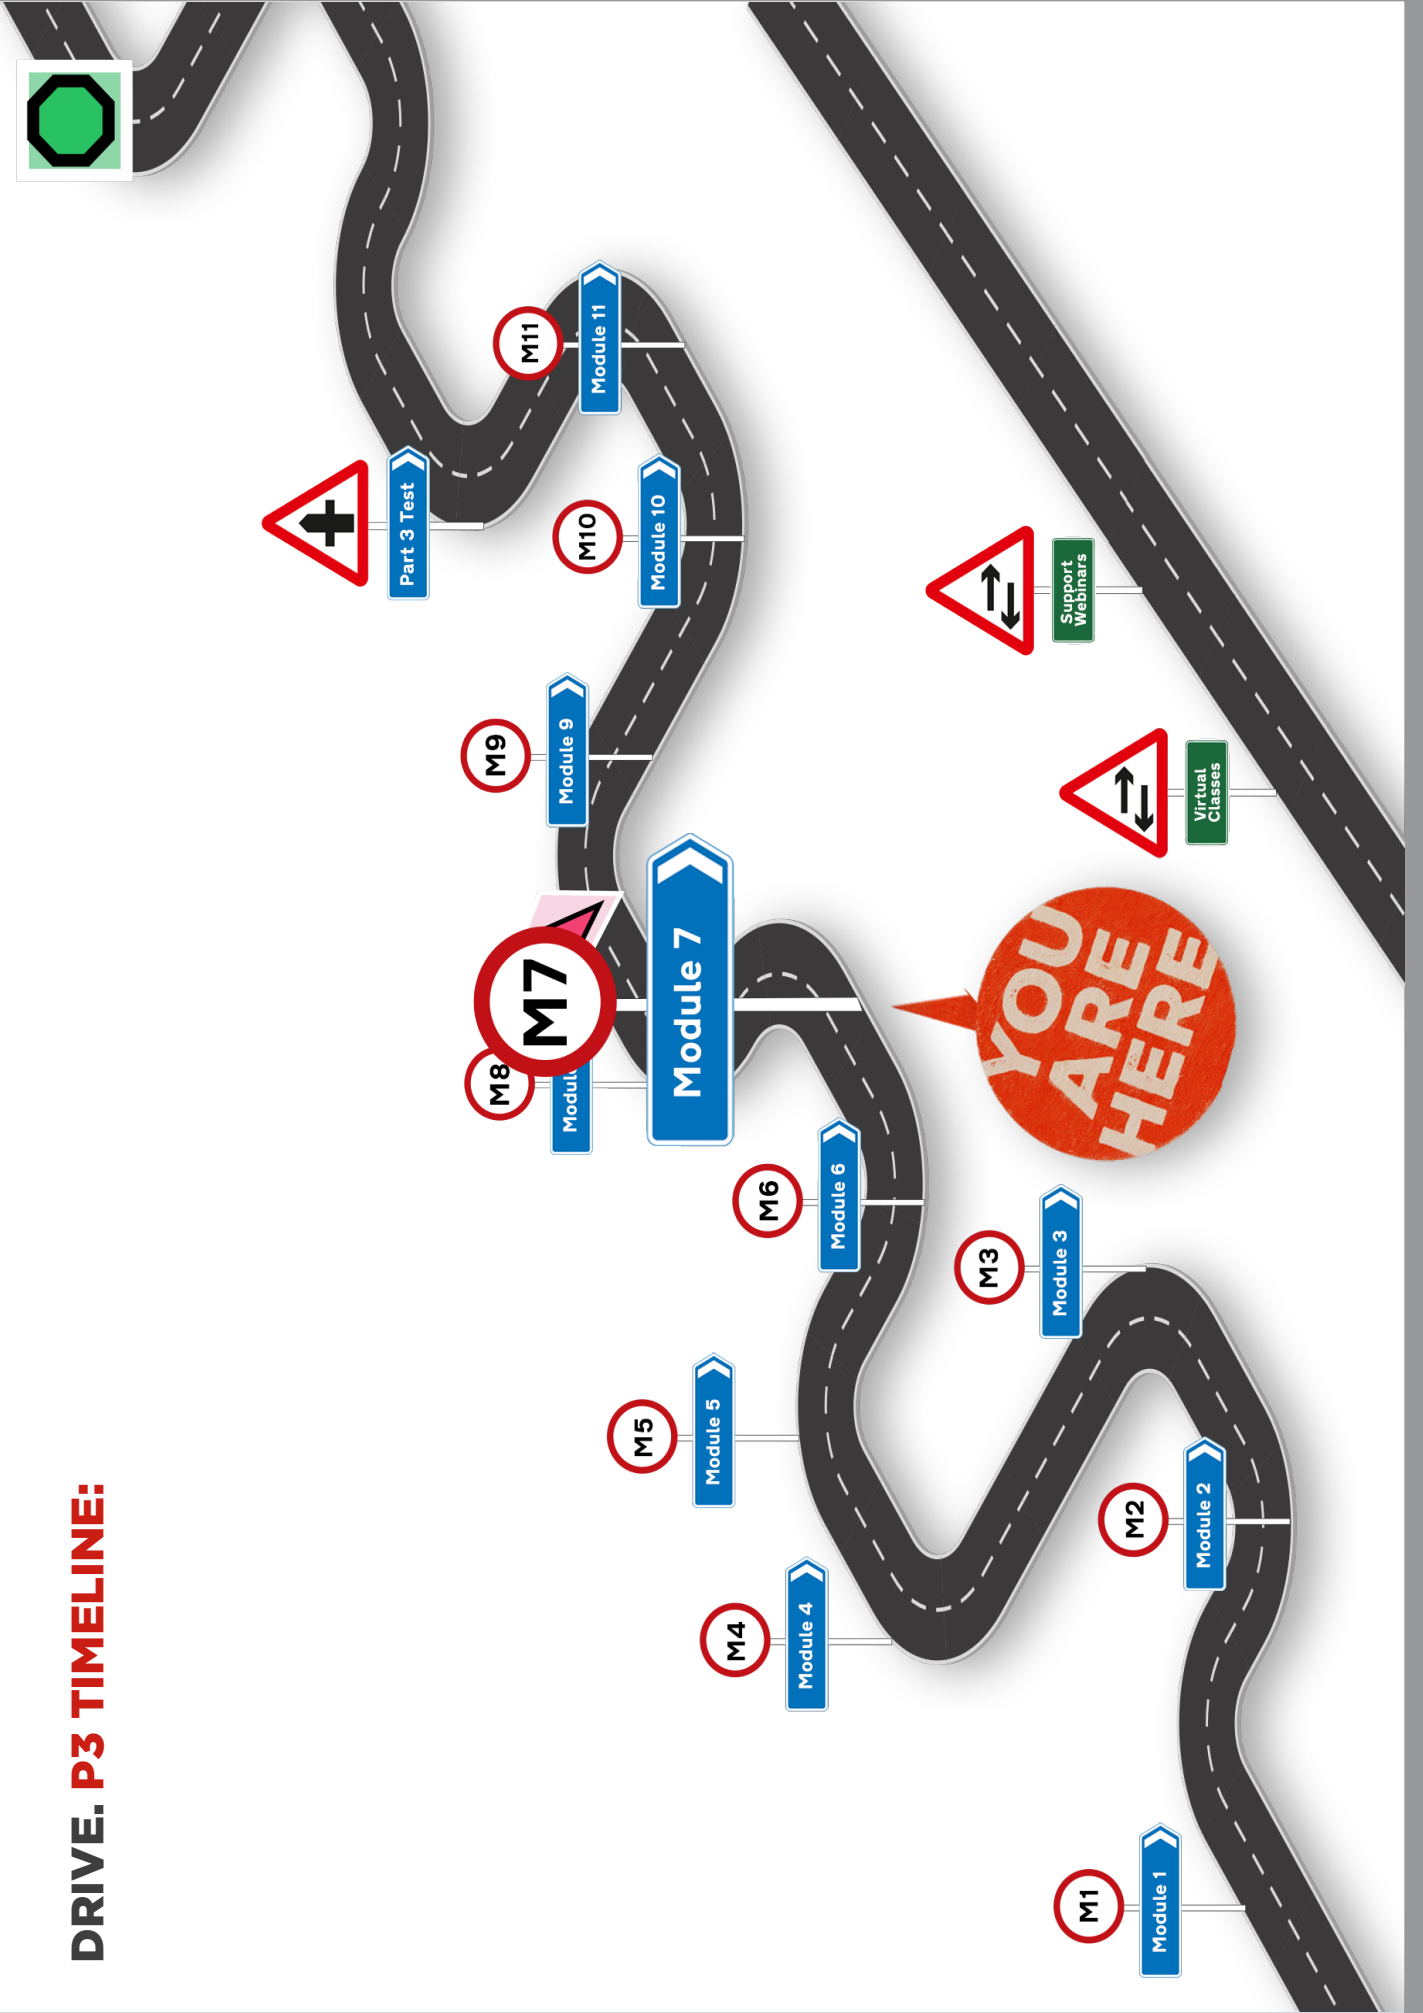 DRIVE. P3 TIMELINE:
M1
Module 1
M2
Module 2
M3
Module 3
M4
Module 4
M5
Module 5
M6
Module 6
M7
Module 7
M8
Modul
M9
Module 9
M10
Module 10
M11
Module 11
Part 3 Test
YOU
ARE
HERE
Virtual
Classes
Support
Webinars